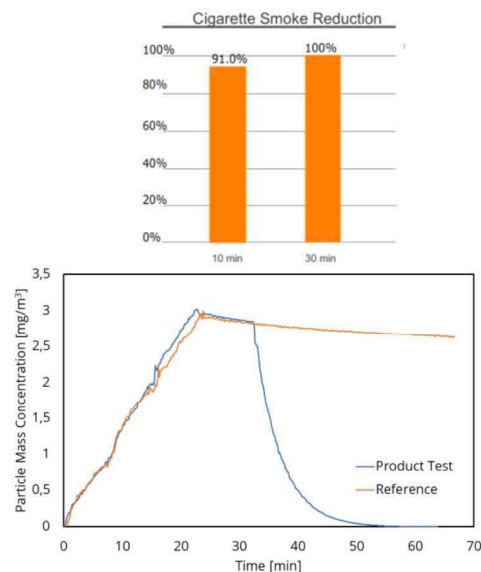 Cigarette Smoke Reduction
100%
91.0%
100%
80%
60%
40%
20%
0%
10 min
30 min
3,5
3
2,5
2
1,5
1
0,5
0
Particle Mass Concentration [mg/m³]
Product Test
Reference
0 10 20 30 40 50 60 70
Time [min]